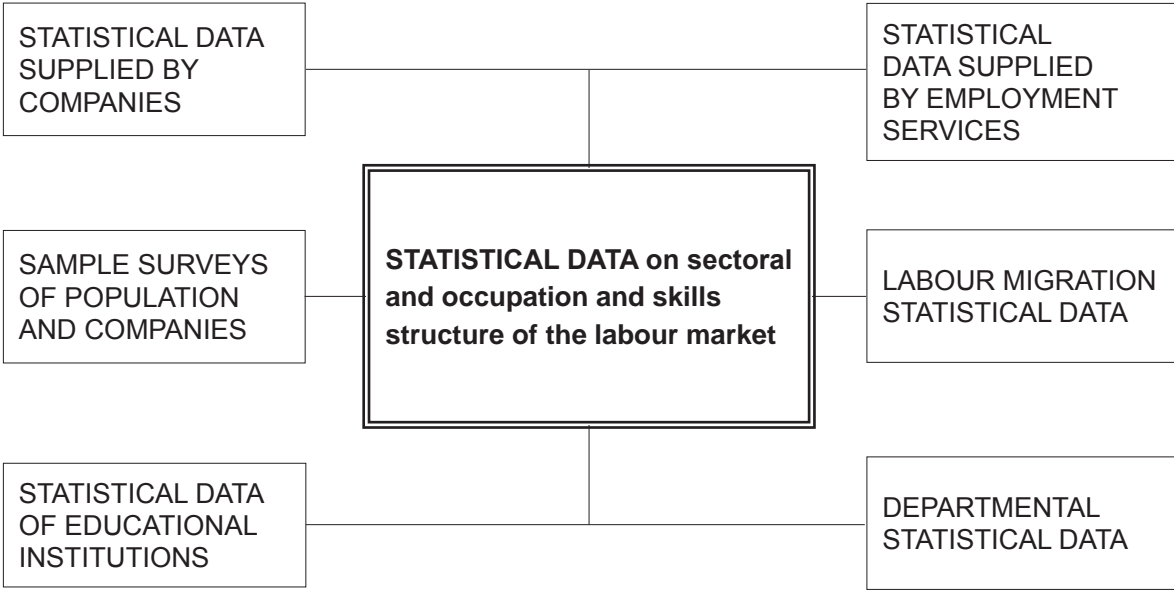 STATISTICAL DATA
SUPPLIED BY
COMPANIES
STATISTICAL
DATA SUPPLIED
BY EMPLOYMENT
SERVICES
SAMPLE SURVEYS
OF POPULATION
AND COMPANIES
STATISTICAL DATA on sectoral
and occupation and skills
structure of the labour market
LABOUR MIGRATION
STATISTICAL DATA
STATISTICAL DATA
OF EDUCATIONAL
INSTITUTIONS
DEPARTMENTAL
STATISTICAL DATA